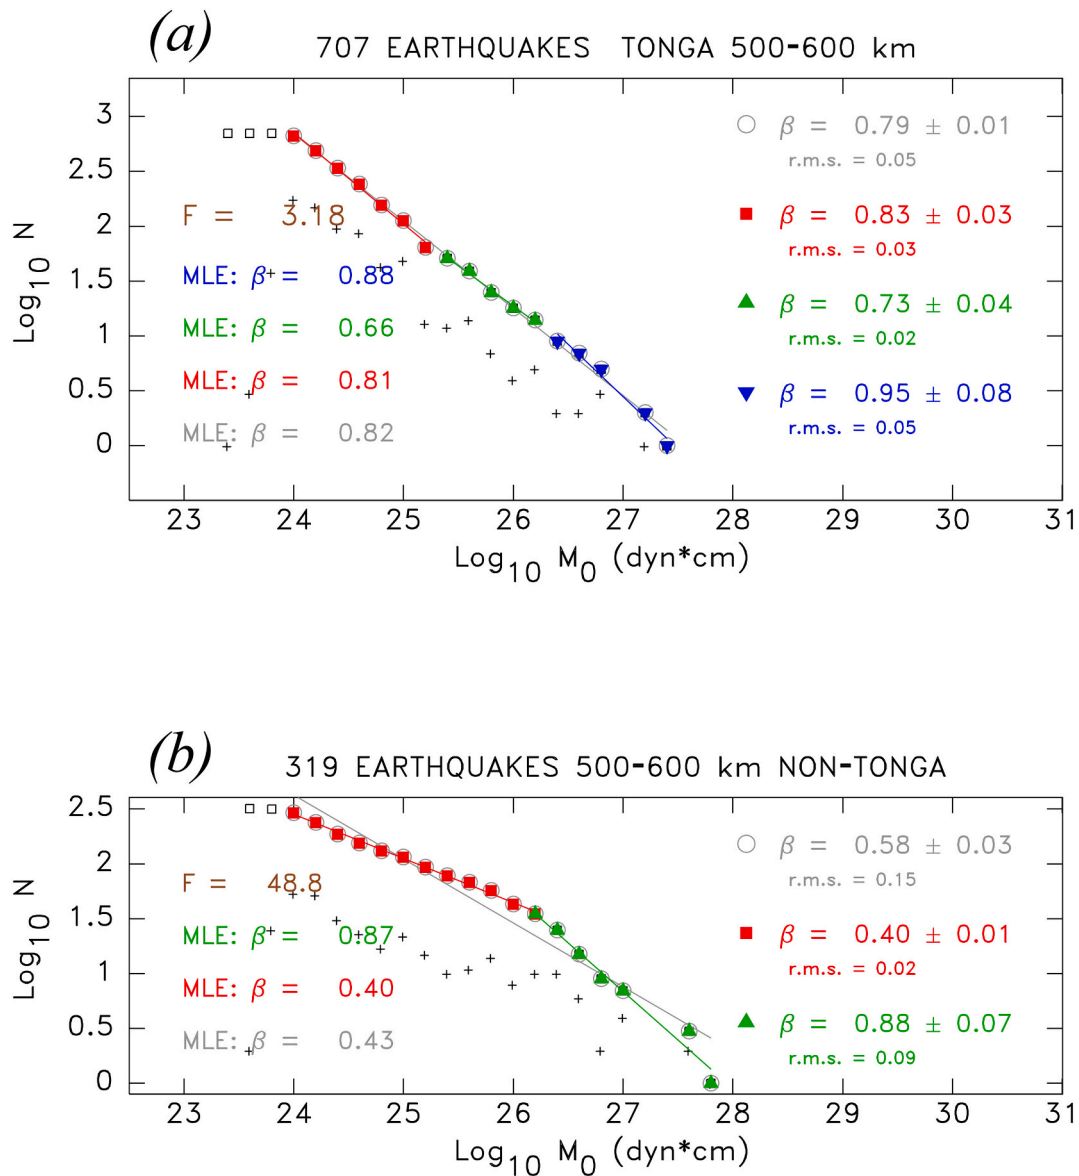 (a)
707 EARTHQUAKES TONGA 500-600 km
Log10 N
3
2.5
2
1.5
1
0.5
0
F = 3.18
MLE: β = 0.88
MLE: β = 0.66
MLE: β = 0.81
MLE: β = 0.82
β = 0.79 ± 0.01
r.m.s. = 0.05
β = 0.83 ± 0.03
r.m.s. = 0.03
β = 0.73 ± 0.04
r.m.s. = 0.02
β = 0.95 ± 0.08
r.m.s. = 0.05
23 24 25 26 27 28 29 30 31
Log10 M0 (dyn*cm)
(b)
319 EARTHQUAKES 500-600 km NON-TONGA
Log10 N
2.5
2
1.5
1
0.5
0
F = 48.8
MLE: β = 0.87
MLE: β = 0.40
MLE: β = 0.43
β = 0.58 ± 0.03
r.m.s. = 0.15
β = 0.40 ± 0.01
r.m.s. = 0.02
β = 0.88 ± 0.07
r.m.s. = 0.09
23 24 25 26 27 28 29 30 31
Log10 M0 (dyn*cm)